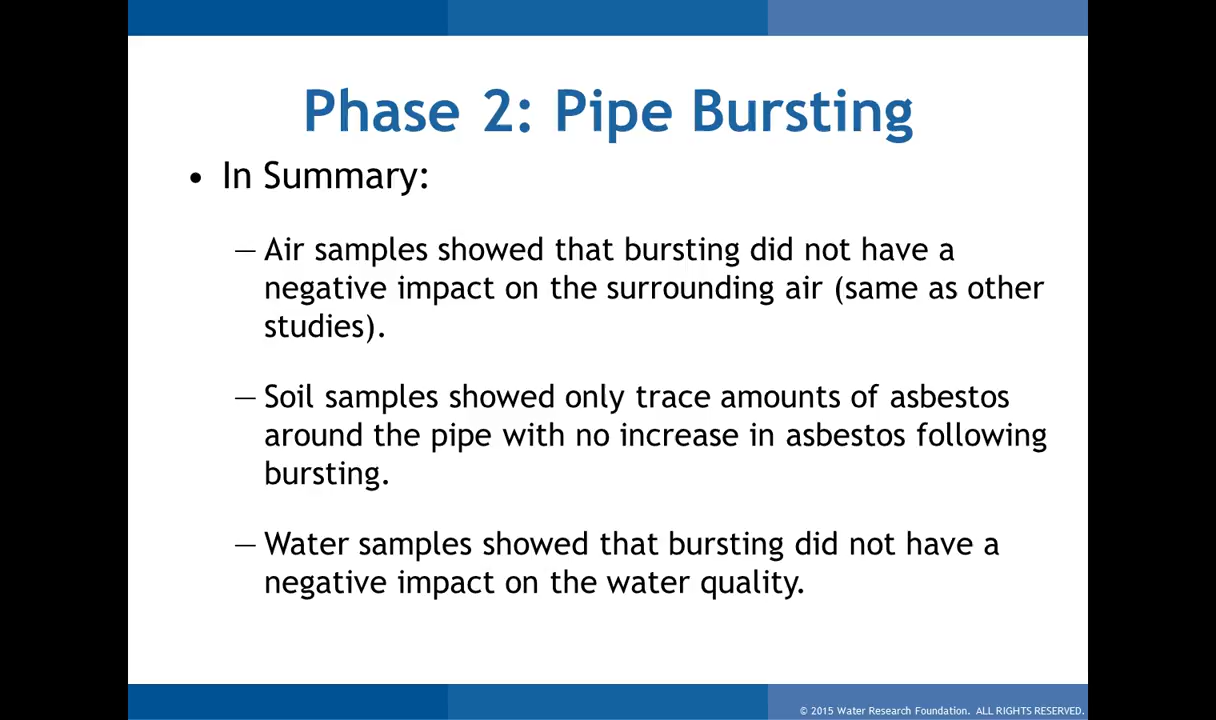 Phase 2: Pipe Bursting
• In Summary:
— Air samples showed that bursting did not have a
negative impact on the surrounding air (same as other
studies).
— Soil samples showed only trace amounts of asbestos
around the pipe with no increase in asbestos following
bursting.
— Water samples showed that bursting did not have a
negative impact on the water quality.
© 2015 Water Research Foundation. ALL RIGHTS RESERVED.